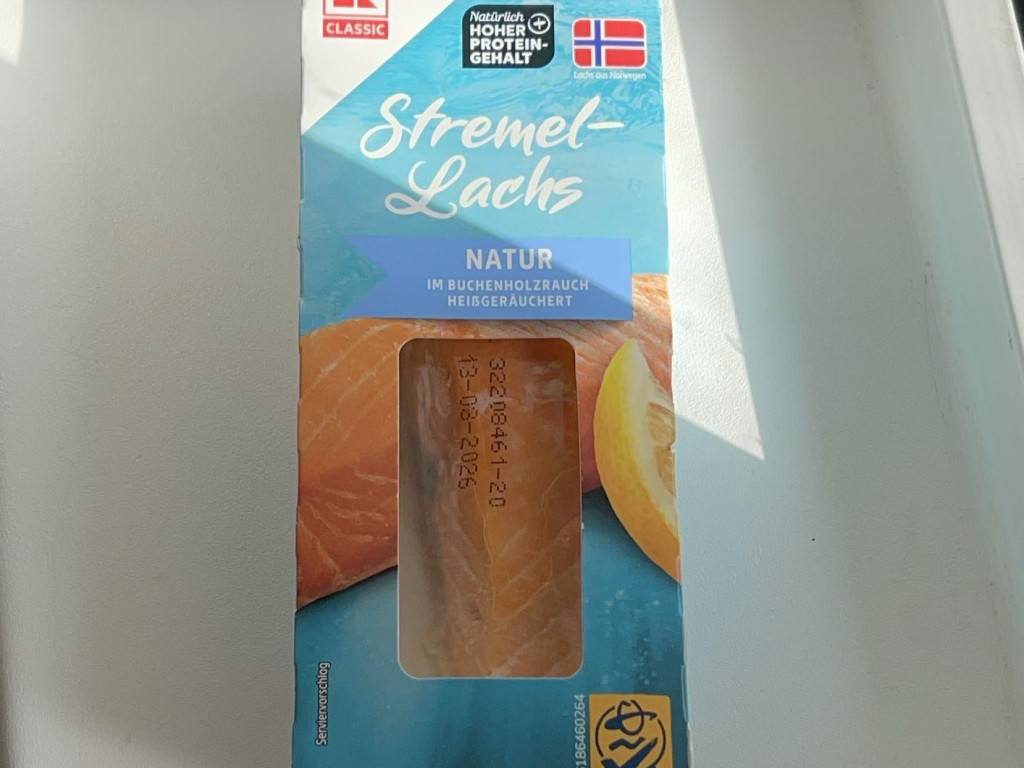 CLASSIC
Natürlich
HOHER
PROTEIN-
GEHALT
Lachs aus Norwegen
Stremel-
Lachs
NATUR
IM BUCHENHOLZRAUCH
HEIßGERÄUCHERT
32208461-20
13-08-2026
Serviervorschlag
186460264